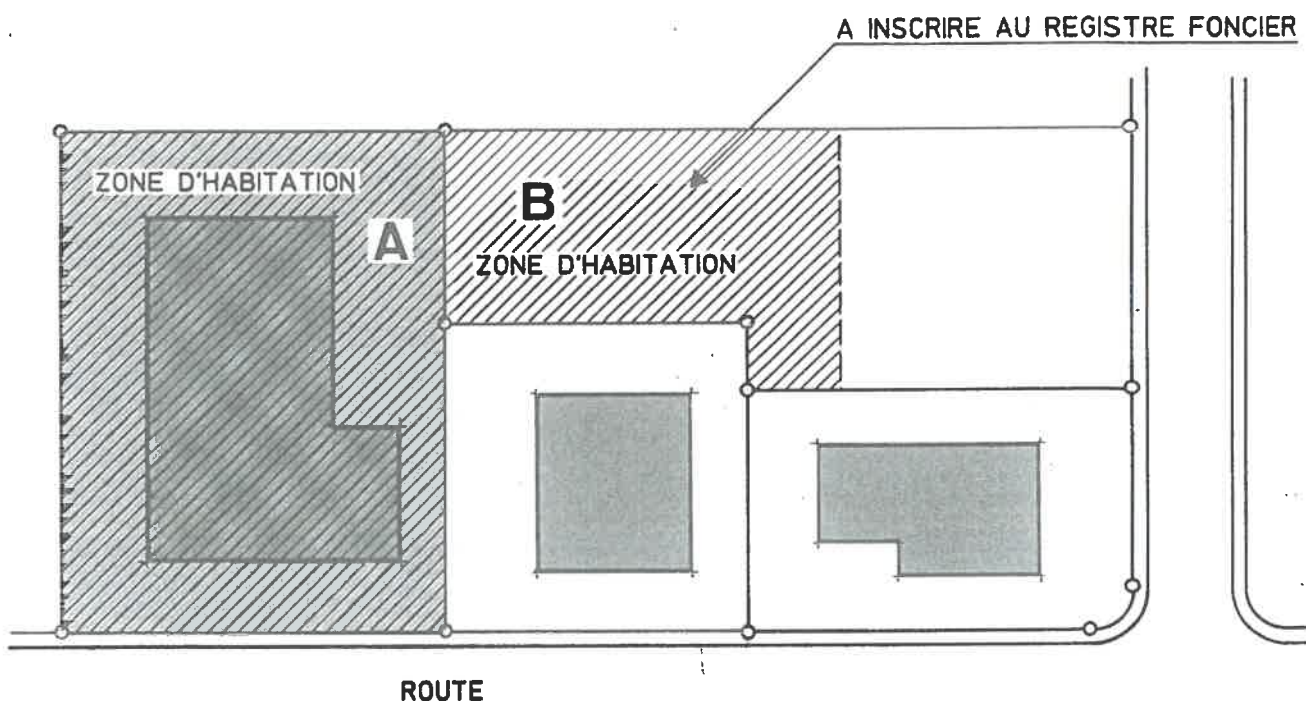 A INSCRIRE AU REGISTRE FONCIER
ZONE D'HABITATION
A
B
ZONE D'HABITATION
ROUTE